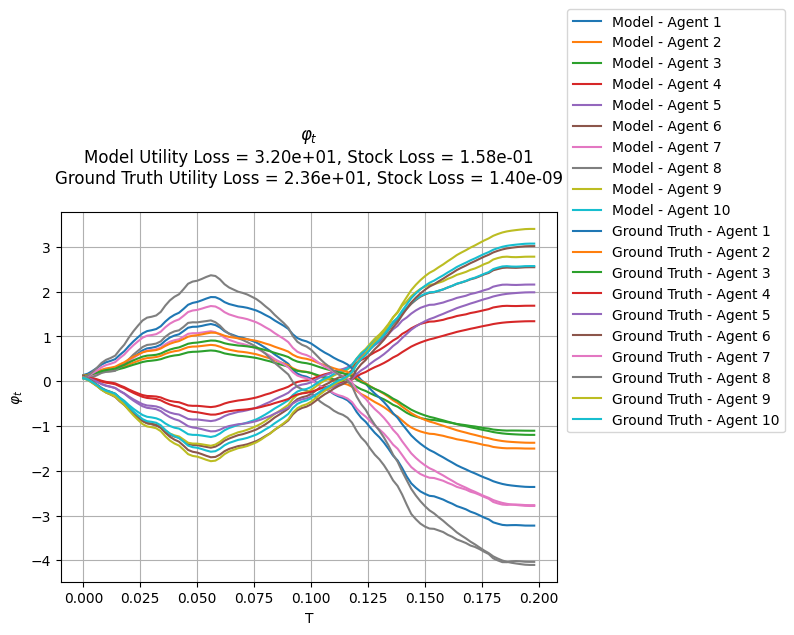 φₜ
Model Utility Loss = 3.20e+01, Stock Loss = 1.58e-01
Ground Truth Utility Loss = 2.36e+01, Stock Loss = 1.40e-09
Model - Agent 1
Model - Agent 2
Model - Agent 3
Model - Agent 4
Model - Agent 5
Model - Agent 6
Model - Agent 7
Model - Agent 8
Model - Agent 9
Model - Agent 10
Ground Truth - Agent 1
Ground Truth - Agent 2
Ground Truth - Agent 3
Ground Truth - Agent 4
Ground Truth - Agent 5
Ground Truth - Agent 6
Ground Truth - Agent 7
Ground Truth - Agent 8
Ground Truth - Agent 9
Ground Truth - Agent 10
φₜ
3
2
1
0
−1
−2
−3
−4
0.000 0.025 0.050 0.075 0.100 0.125 0.150 0.175 0.200
T